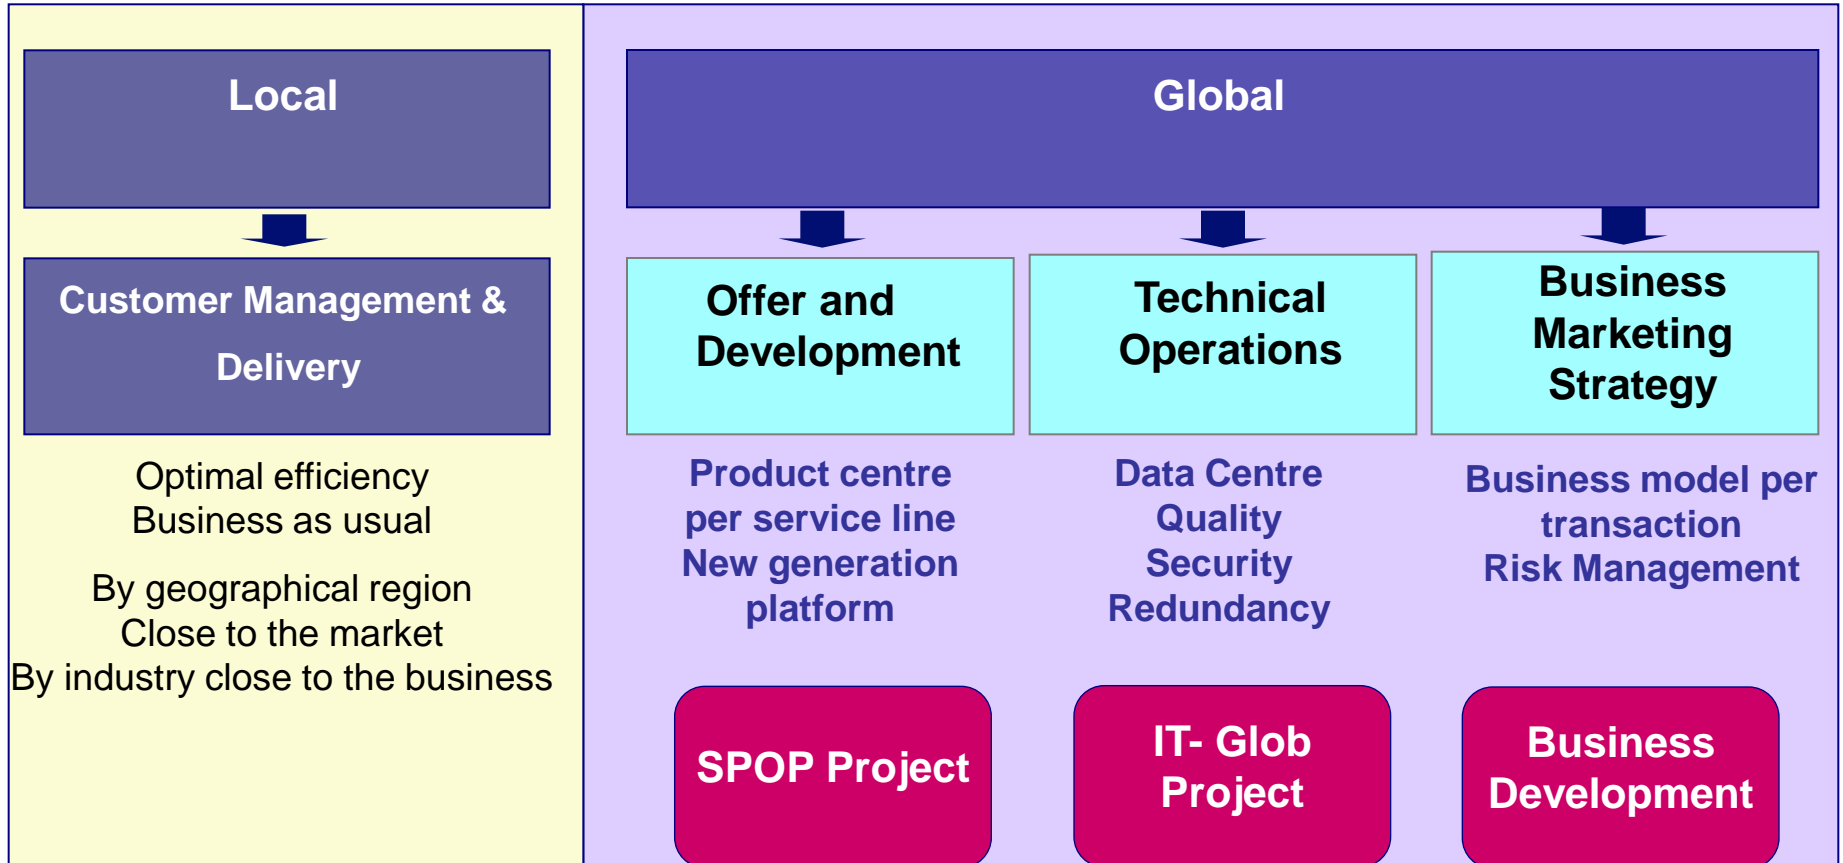 Local
Customer Management &
Delivery
Optimal efficiency
Business as usual
By geographical region
Close to the market
By industry close to the business
Global
Offer and
Development
Product centre
per service line
New generation
platform
SPOP Project
Technical
Operations
Data Centre
Quality
Security
Redundancy
IT- Glob
Project
Business
Marketing
Strategy
Business model per
transaction
Risk Management
Business
Development